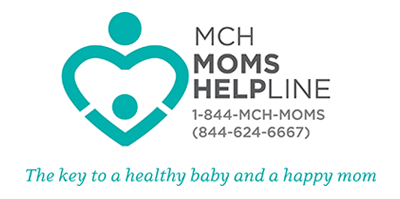 MCH
MOMS
HELPLINE
1-844-MCH-MOMS
(844-624-6667)
The key to a healthy baby and a happy mom